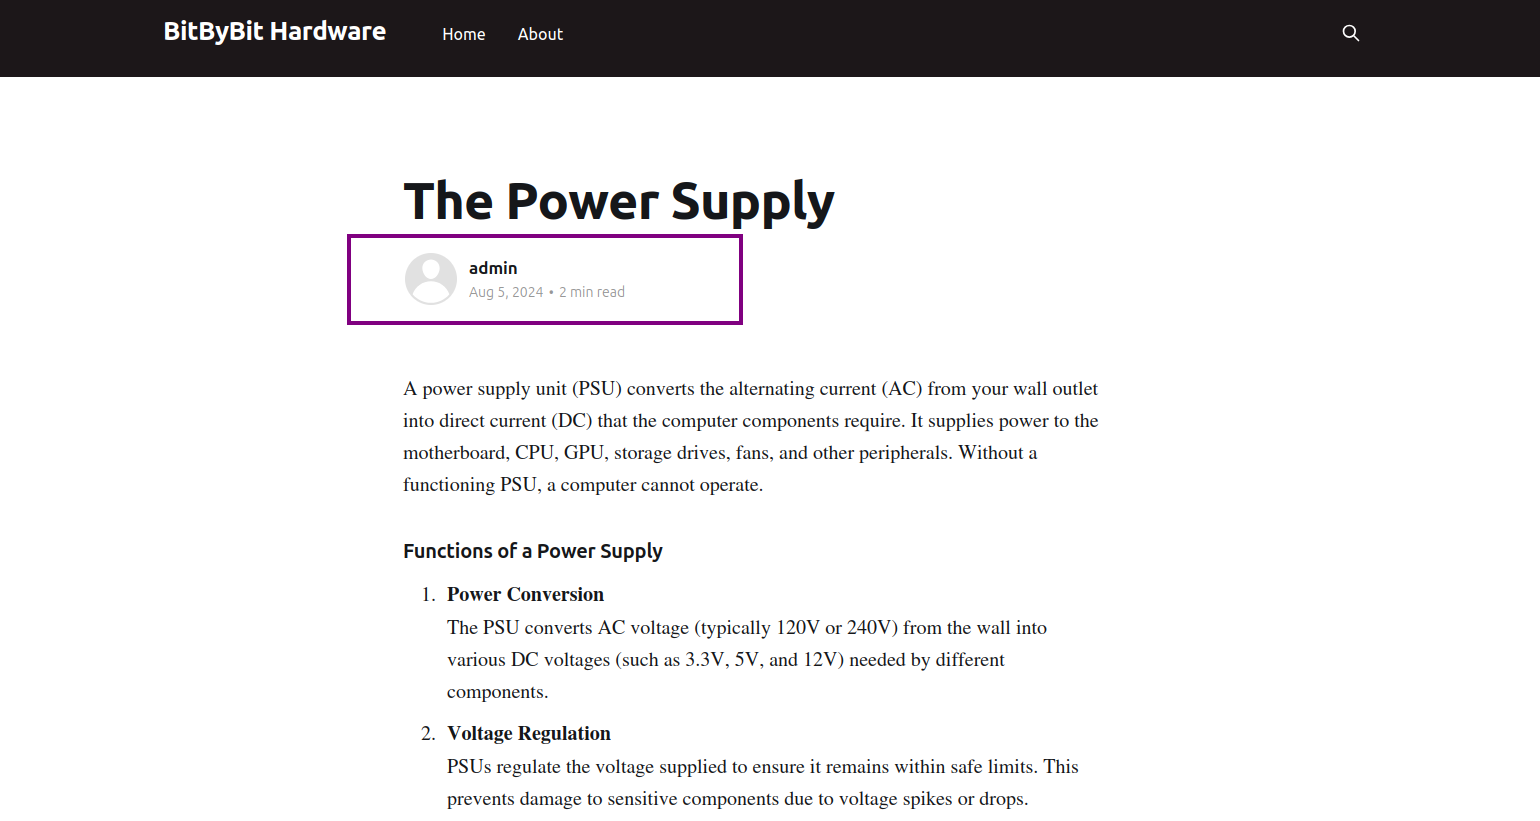 BitByBit Hardware Home About
The Power Supply
admin
Aug 5, 2024 • 2 min read
A power supply unit (PSU) converts the alternating current (AC) from your wall outlet
into direct current (DC) that the computer components require. It supplies power to the
motherboard, CPU, GPU, storage drives, fans, and other peripherals. Without a
functioning PSU, a computer cannot operate.
Functions of a Power Supply
1. Power Conversion
The PSU converts AC voltage (typically 120V or 240V) from the wall into
various DC voltages (such as 3.3V, 5V, and 12V) needed by different
components.
2. Voltage Regulation
PSUs regulate the voltage supplied to ensure it remains within safe limits. This
prevents damage to sensitive components due to voltage spikes or drops.